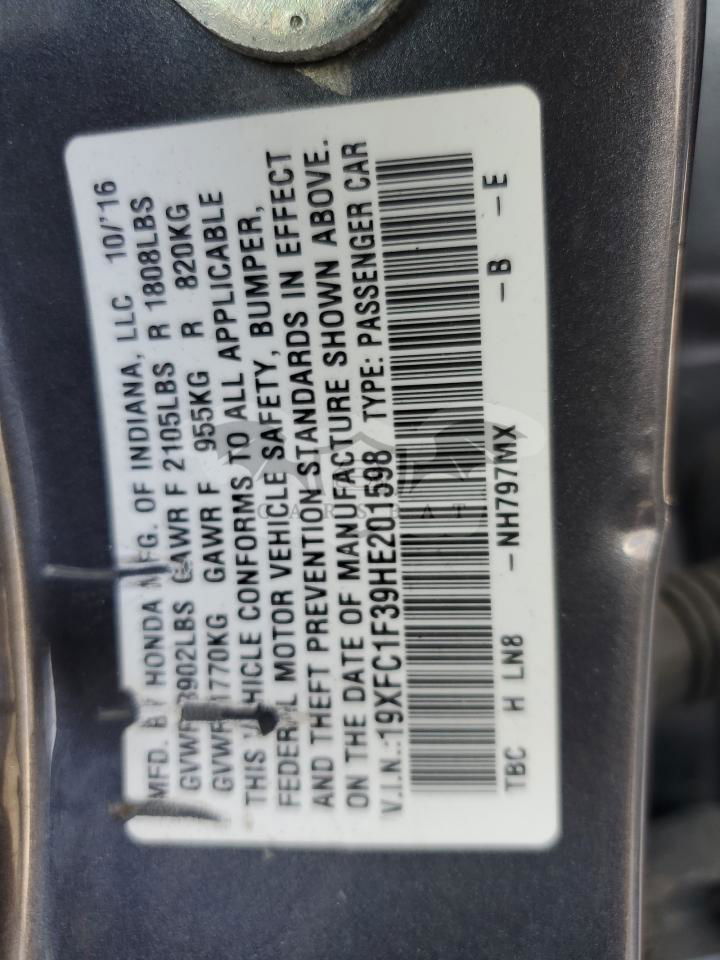 MFD. BY HONDA MFG. OF INDIANA, LLC 10/'16
GVWR 3902LBS GAWR F 2105LBS R 1808LBS
GVWR 1770KG GAWR F 955KG R 820KG
THIS VEHICLE CONFORMS TO ALL APPLICABLE
FEDERAL MOTOR VEHICLE SAFETY, BUMPER,
AND THEFT PREVENTION STANDARDS IN EFFECT
ON THE DATE OF MANUFACTURE SHOWN ABOVE.
V.I.N.:19XFC1F39HE201598 TYPE: PASSENGER CAR
TBC H LN8 -NH797MX -B -E
CARSBAT